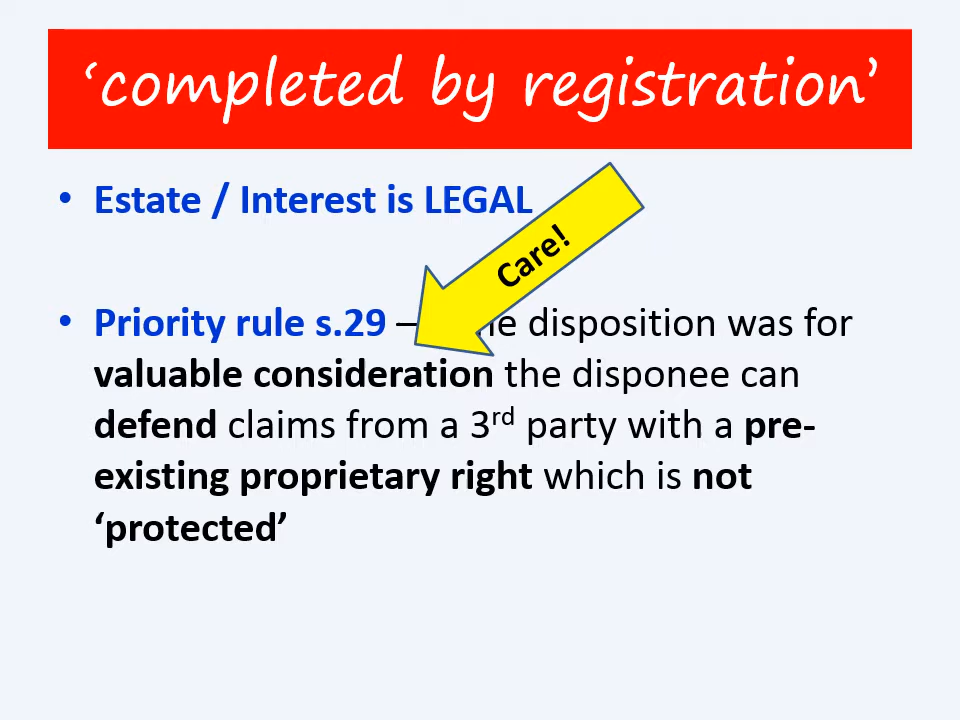 ‘completed by registration’
• Estate / Interest is LEGAL
Care!
• Priority rule s.29 – he disposition was for
valuable consideration the disponee can
defend claims from a 3rd party with a pre-
existing proprietary right which is not
‘protected’